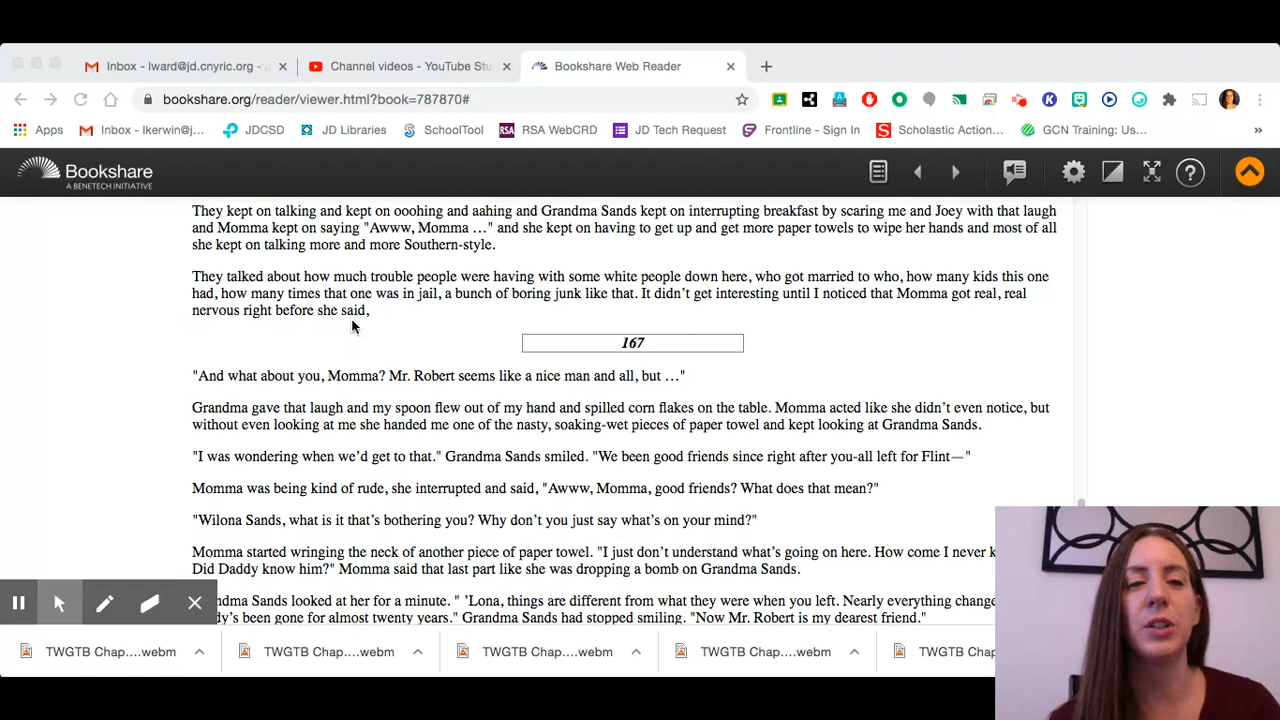 Inbox - lward@jd.cnyric.org -
Channel videos - YouTube Stu
Bookshare Web Reader
bookshare.org/reader/viewer.html?book=787870#
Apps
Inbox - lkerwin@j...
JDCSD
JD Libraries
SchoolTool
RSA WebCRD
JD Tech Request
Frontline - Sign In
Scholastic Action...
GCN Training: Us...
Bookshare
A BENETECH INITIATIVE
They kept on talking and kept on ooohing and aahing and Grandma Sands kept on interrupting breakfast by scaring me and Joey with that laugh
and Momma kept on saying "Awww, Momma …" and she kept on having to get up and get more paper towels to wipe her hands and most of all
she kept on talking more and more Southern-style.
They talked about how much trouble people were having with some white people down here, who got married to who, how many kids this one
had, how many times that one was in jail, a bunch of boring junk like that. It didn't get interesting until I noticed that Momma got real, real
nervous right before she said,
167
"And what about you, Momma? Mr. Robert seems like a nice man and all, but …"
Grandma gave that laugh and my spoon flew out of my hand and spilled corn flakes on the table. Momma acted like she didn't even notice, but
without even looking at me she handed me one of the nasty, soaking-wet pieces of paper towel and kept looking at Grandma Sands.
"I was wondering when we'd get to that." Grandma Sands smiled. "We been good friends since right after you-all left for Flint—"
Momma was being kind of rude, she interrupted and said, "Awww, Momma, good friends? What does that mean?"
"Wilona Sands, what is it that's bothering you? Why don't you just say what's on your mind?"
Momma started wringing the neck of another piece of paper towel. "I just don't understand what's going on here. How come I never k
Did Daddy know him?" Momma said that last part like she was dropping a bomb on Grandma Sands.
ndma Sands looked at her for a minute. " 'Lona, things are different from what they were when you left. Nearly everything change
dy's been gone for almost twenty years." Grandma Sands had stopped smiling. "Now Mr. Robert is my dearest friend."
TWGTB Chap....webm
TWGTB Chap....webm
TWGTB Chap....webm
TWGTB Chap....webm
TWGTB Chap